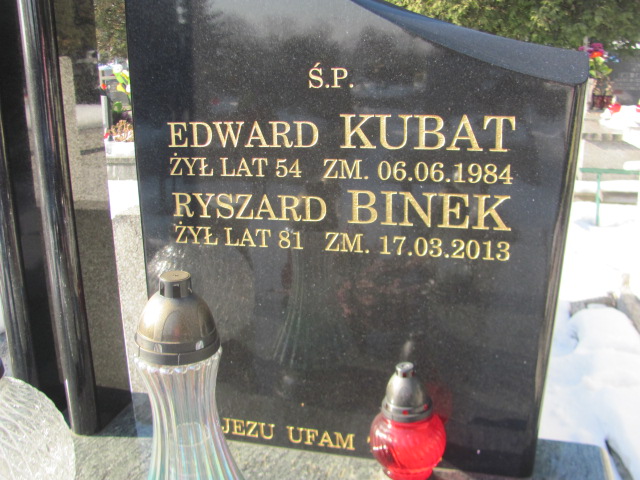 Ś.P.
EDWARD KUBAT
ŻYŁ LAT 54 ZM. 06.06.1984
RYSZARD BINEK
ŻYŁ LAT 81 ZM. 17.03.2013
JEZU UFAM